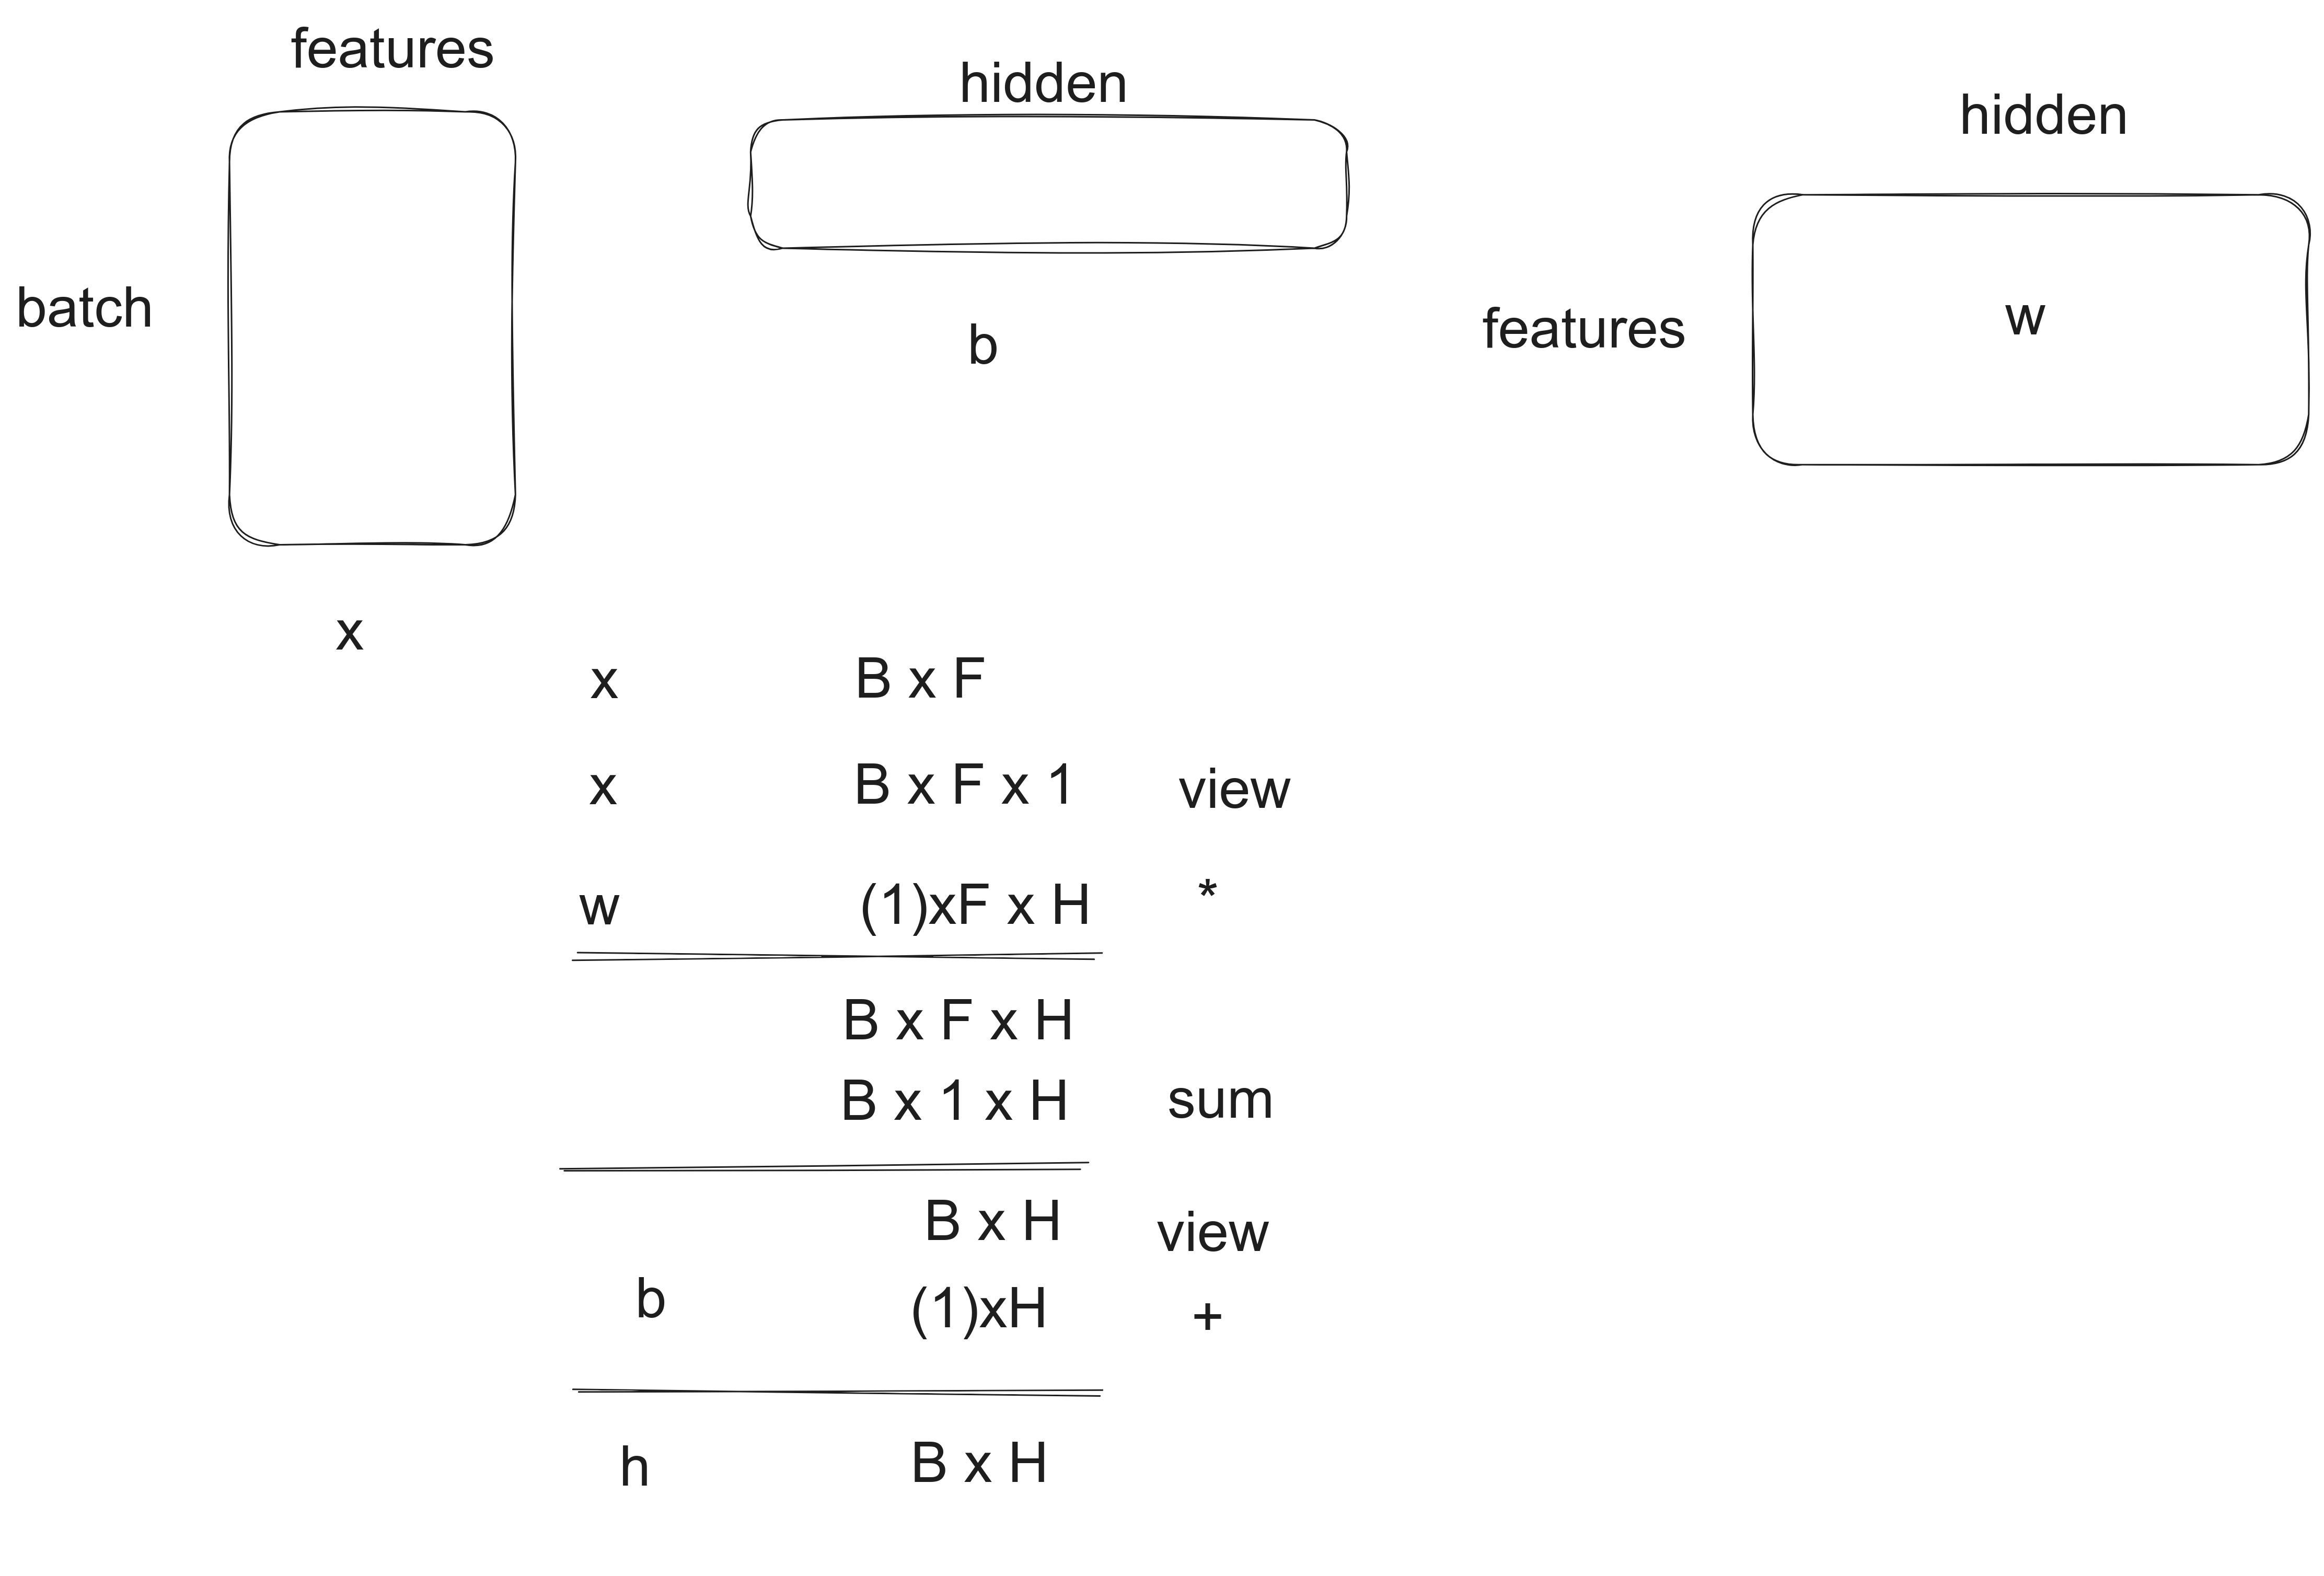 features
hidden
hidden
batch
b
features
w
x
x B x F
x B x F x 1 view
w (1)xF x H *
B x F x H
B x 1 x H sum
B x H view
b (1)xH +
h B x H